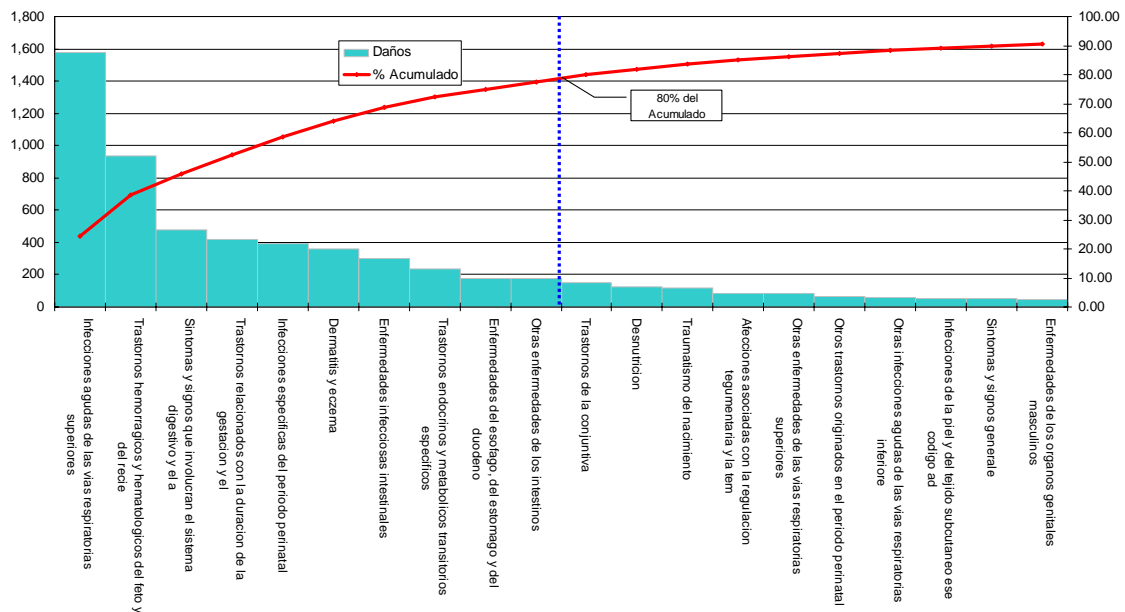 1,800
1,600
1,400
1,200
1,000
800
600
400
200
0
Daños
% Acumulado
80% del
Acumulado
100.00
90.00
80.00
70.00
60.00
50.00
40.00
30.00
20.00
10.00
0.00
Infecciones agudas de las vias respiratorias
superiores
Trastornos hemorragicos y hematologicos del feto y
del recie
Sintomas y signos que involucran el sistema
digestivo y el a
Trastornos relacionados con la duracion de la
gestacion y el
Infecciones específicas del periodo perinatal
Dermatitis y eczema
Enfermedades infecciosas intestinales
Trastornos endocrinos y metabolicos transitorios
específicos
Enfermedades del esofago, del estomago y del
duodeno
Otras enfermedades de los intestinos
Trastornos de la conjuntiva
Desnutricion
Traumatismo del nacimiento
Afecciones asociadas con la regulacion
tegumentaria y la tem
Otras enfermedades de las vias respiratorias
superiores
Otros trastornos originados en el periodo perinatal
Otras infecciones agudas de las vias respiratorias
inferiore
Infecciones de la piel y del tejido subcutaneo ese
codigo ad
Sintomas y signos generale
Enfermedades de los organos genitales
masculinos